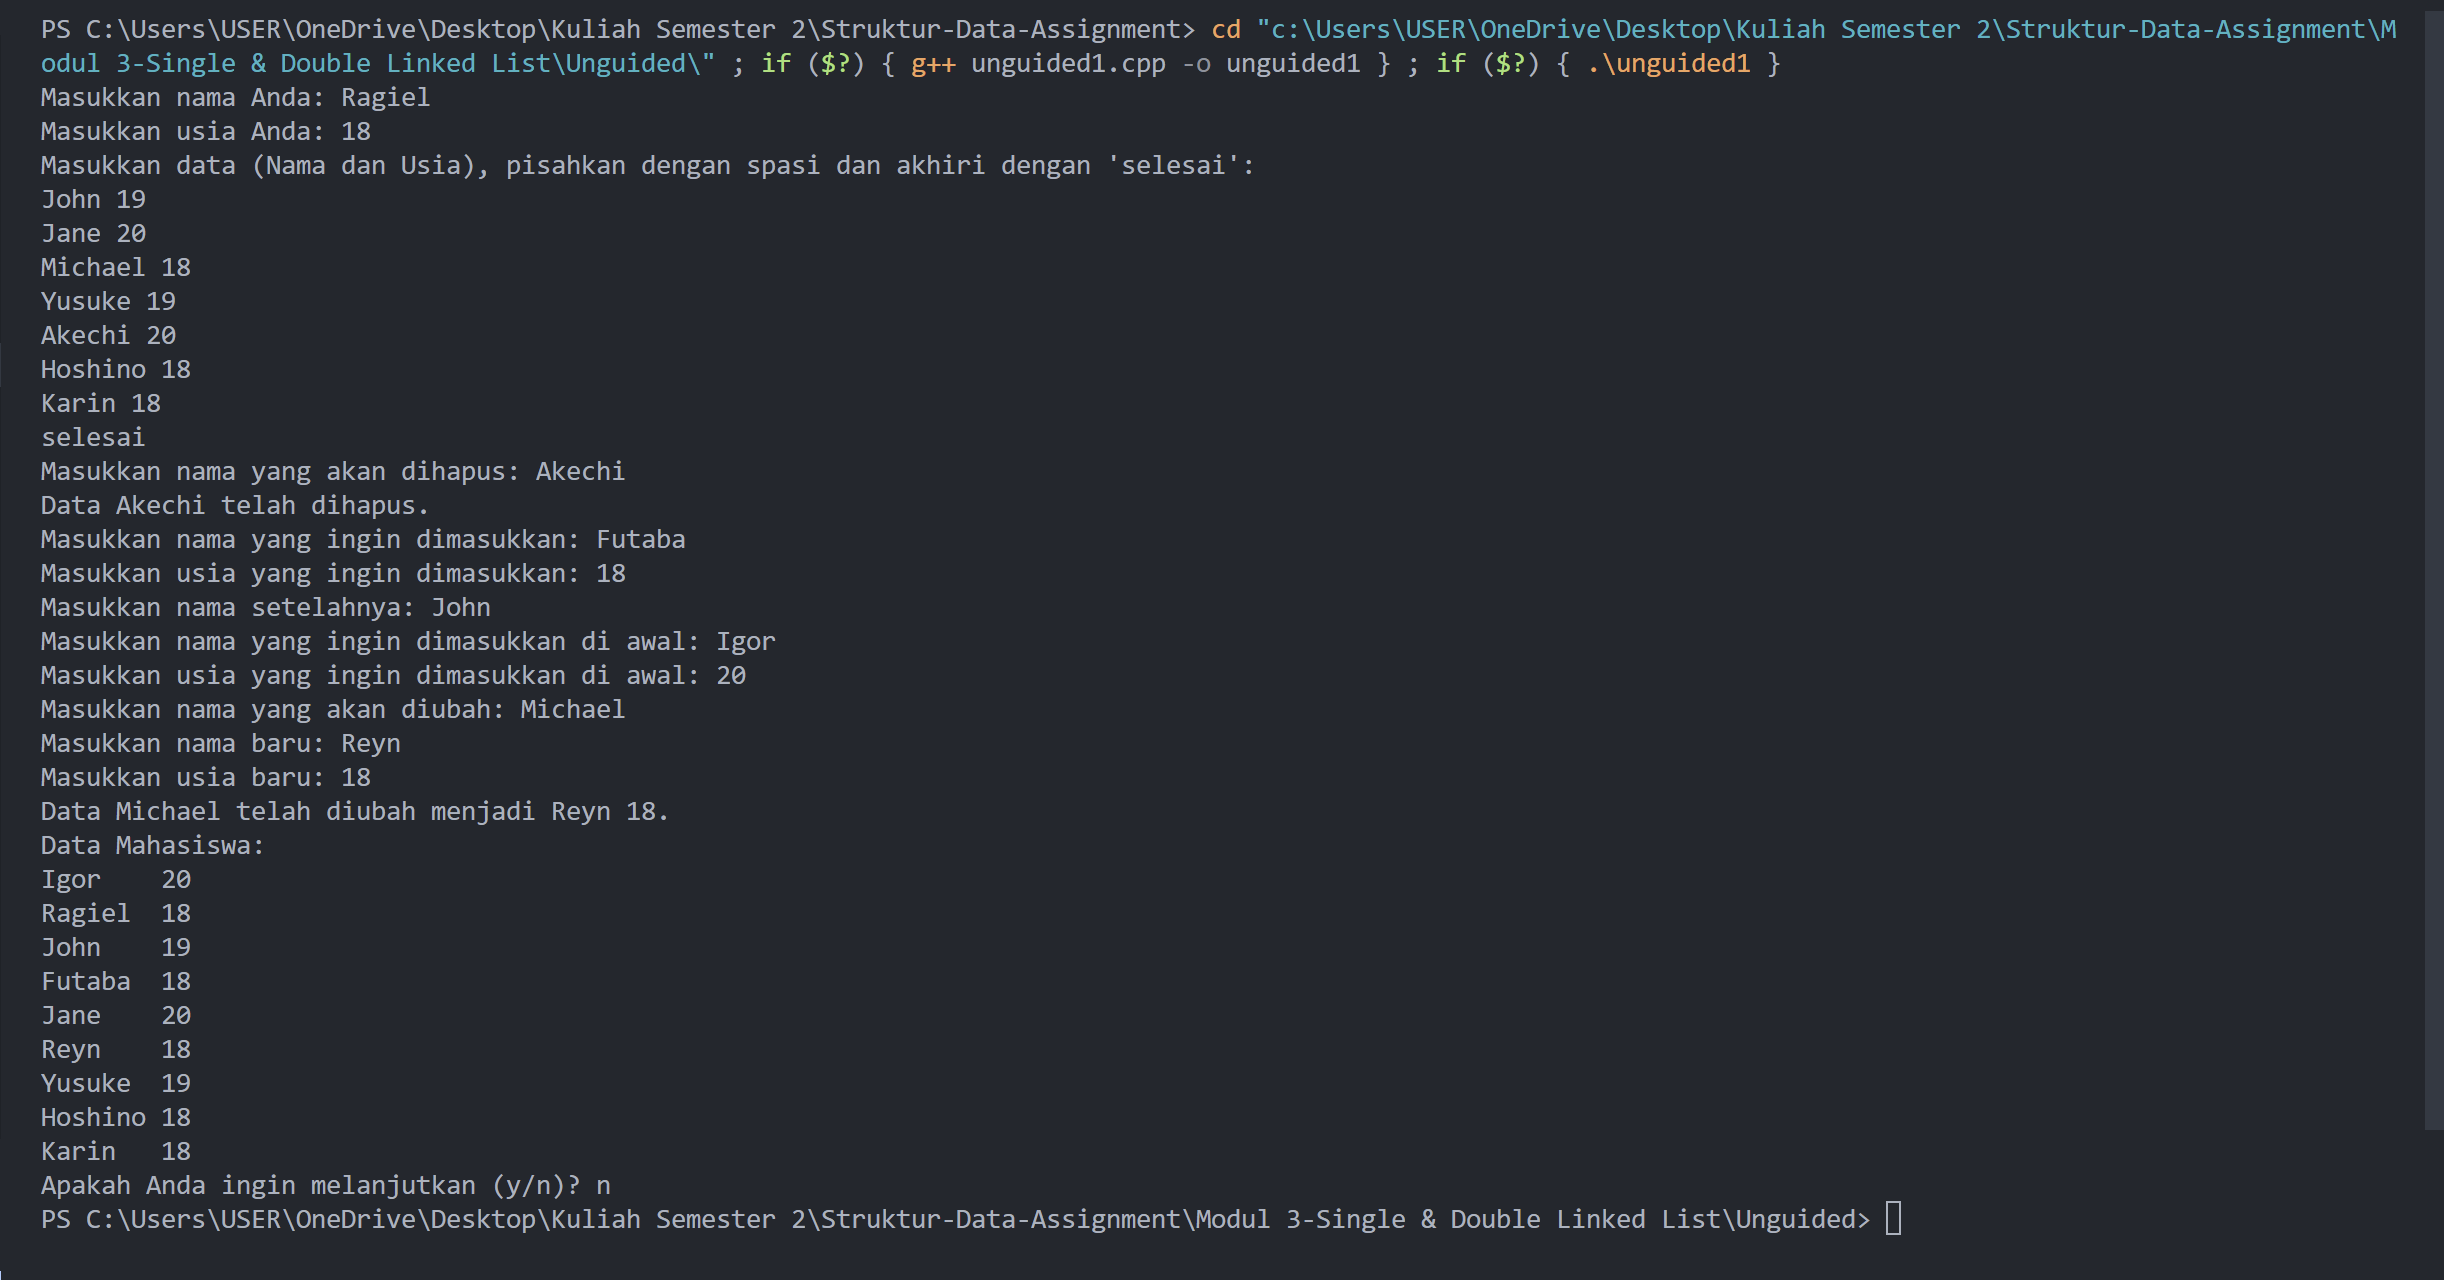 PS C:\Users\USER\OneDrive\Desktop\Kuliah Semester 2\Struktur-Data-Assignment> cd "c:\Users\USER\OneDrive\Desktop\Kuliah Semester 2\Struktur-Data-Assignment\M
odul 3-Single & Double Linked List\Unguided\" ; if ($?) { g++ unguided1.cpp -o unguided1 } ; if ($?) { .\unguided1 }
Masukkan nama Anda: Ragiel
Masukkan usia Anda: 18
Masukkan data (Nama dan Usia), pisahkan dengan spasi dan akhiri dengan 'selesai':
John 19
Jane 20
Michael 18
Yusuke 19
Akechi 20
Hoshino 18
Karin 18
selesai
Masukkan nama yang akan dihapus: Akechi
Data Akechi telah dihapus.
Masukkan nama yang ingin dimasukkan: Futaba
Masukkan usia yang ingin dimasukkan: 18
Masukkan nama setelahnya: John
Masukkan nama yang ingin dimasukkan di awal: Igor
Masukkan usia yang ingin dimasukkan di awal: 20
Masukkan nama yang akan diubah: Michael
Masukkan nama baru: Reyn
Masukkan usia baru: 18
Data Michael telah diubah menjadi Reyn 18.
Data Mahasiswa:
Igor    20
Ragiel  18
John    19
Futaba  18
Jane    20
Reyn    18
Yusuke  19
Hoshino 18
Karin   18
Apakah Anda ingin melanjutkan (y/n)? n
PS C:\Users\USER\OneDrive\Desktop\Kuliah Semester 2\Struktur-Data-Assignment\Modul 3-Single & Double Linked List\Unguided>